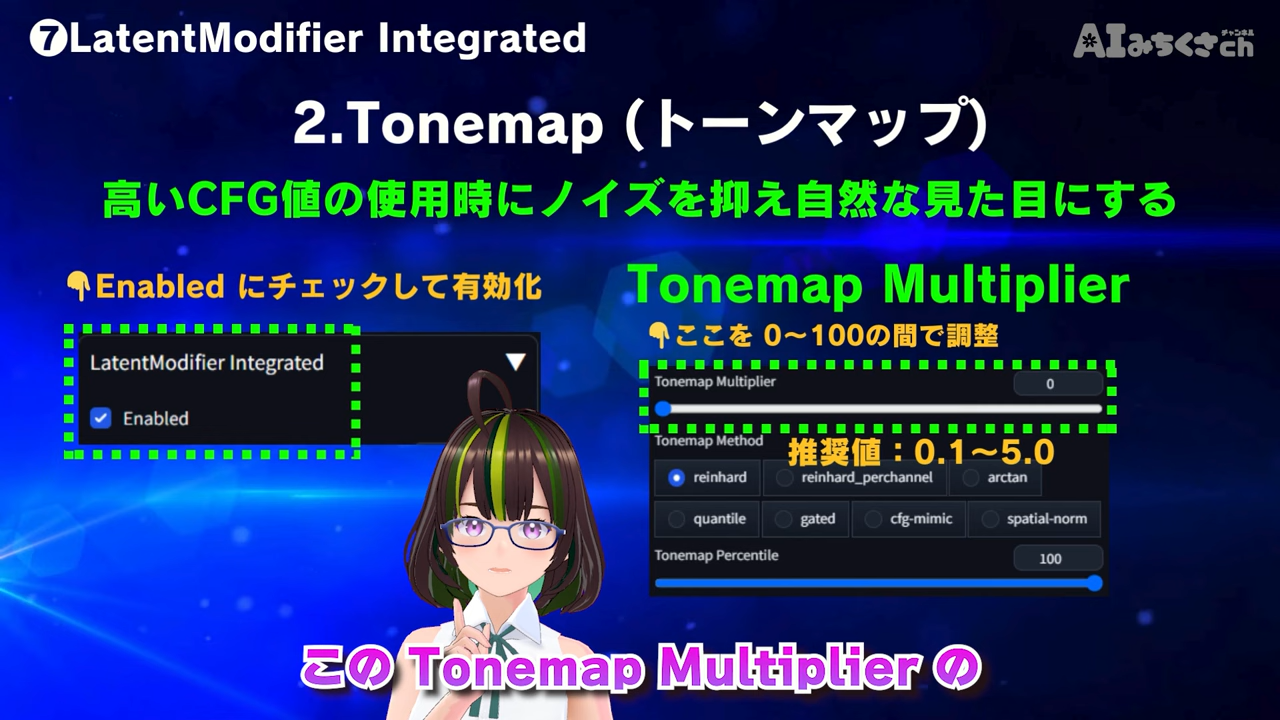 ❼LatentModifier Integrated
AIみちくさch
チャンネル
2.Tonemap (トーンマップ)
高いCFG値の使用時にノイズを抑え自然な見た目にする
👇Enabled にチェックして有効化
LatentModifier Integrated
Enabled
Tonemap Multiplier
👇ここを 0〜100の間で調整
Tonemap Multiplier
0
Tonemap Method
推奨値：0.1〜5.0
reinhard
reinhard_perchannel
arctan
quantile
gated
cfg-mimic
spatial-norm
Tonemap Percentile
100
この Tonemap Multiplier の